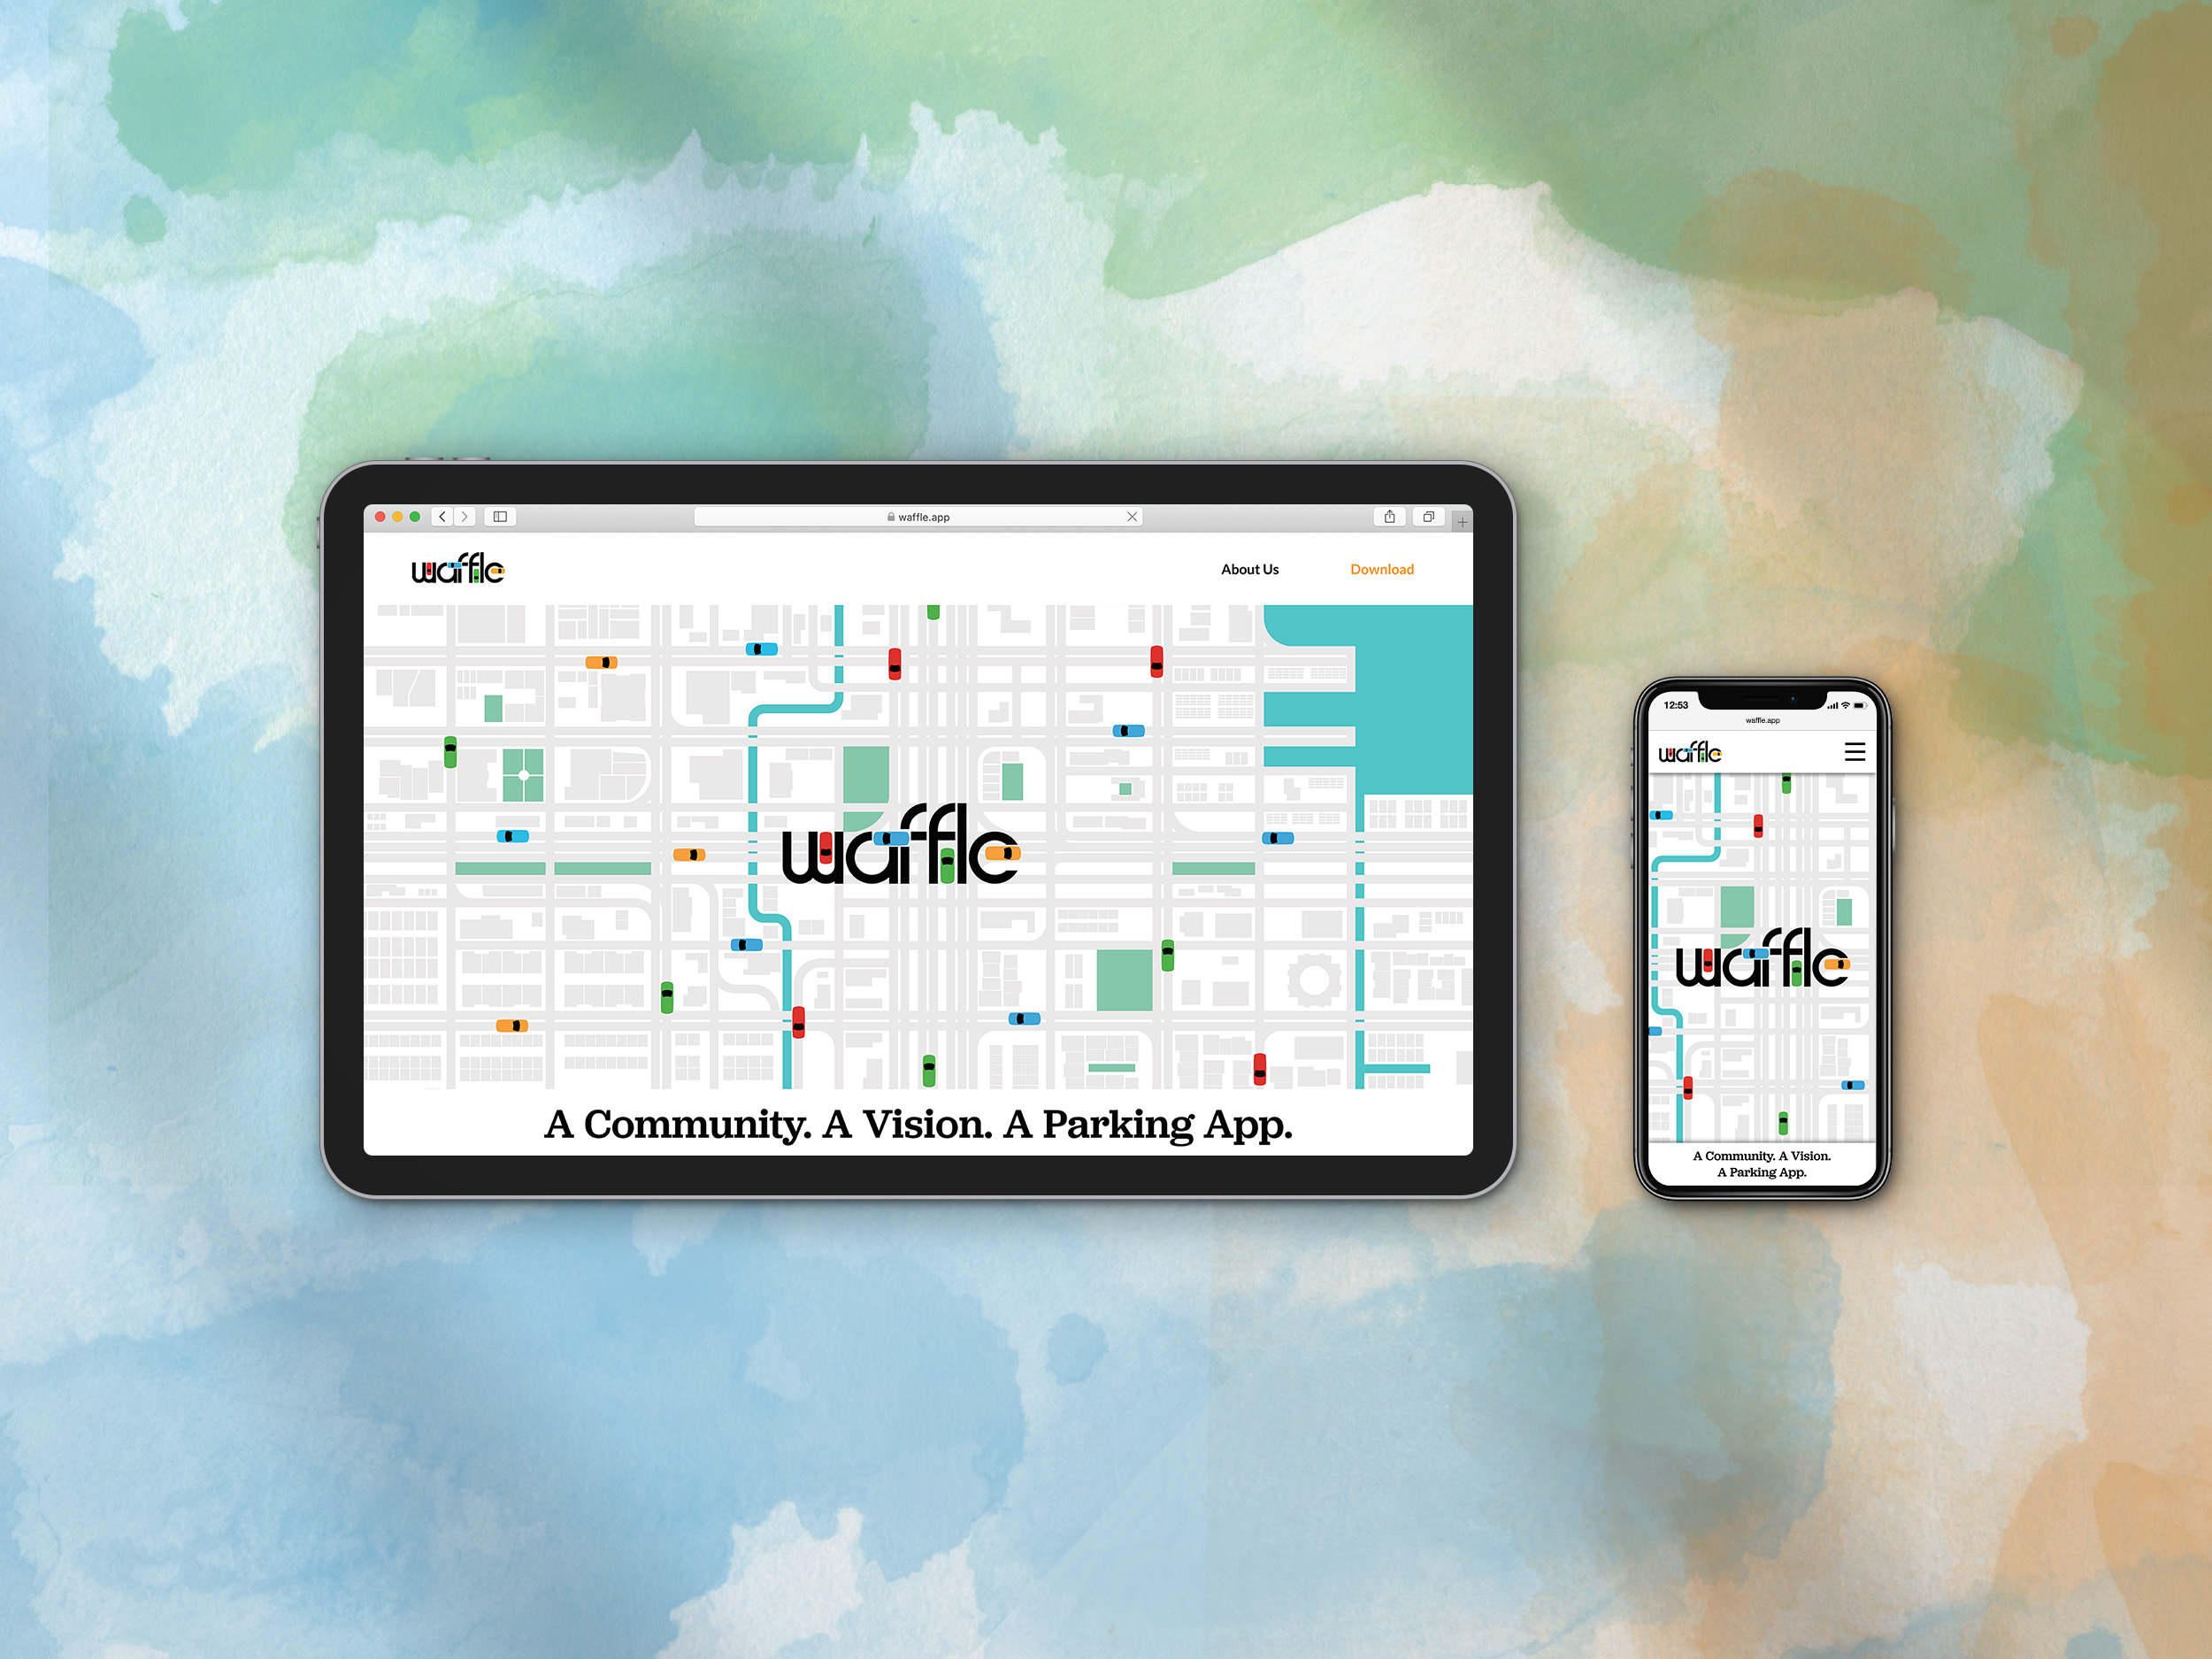 waffle.app
waffle
About Us
Download
waffle
A Community. A Vision. A Parking App.
12:53
waffle.app
waffle
waffle
A Community. A Vision.
A Parking App.